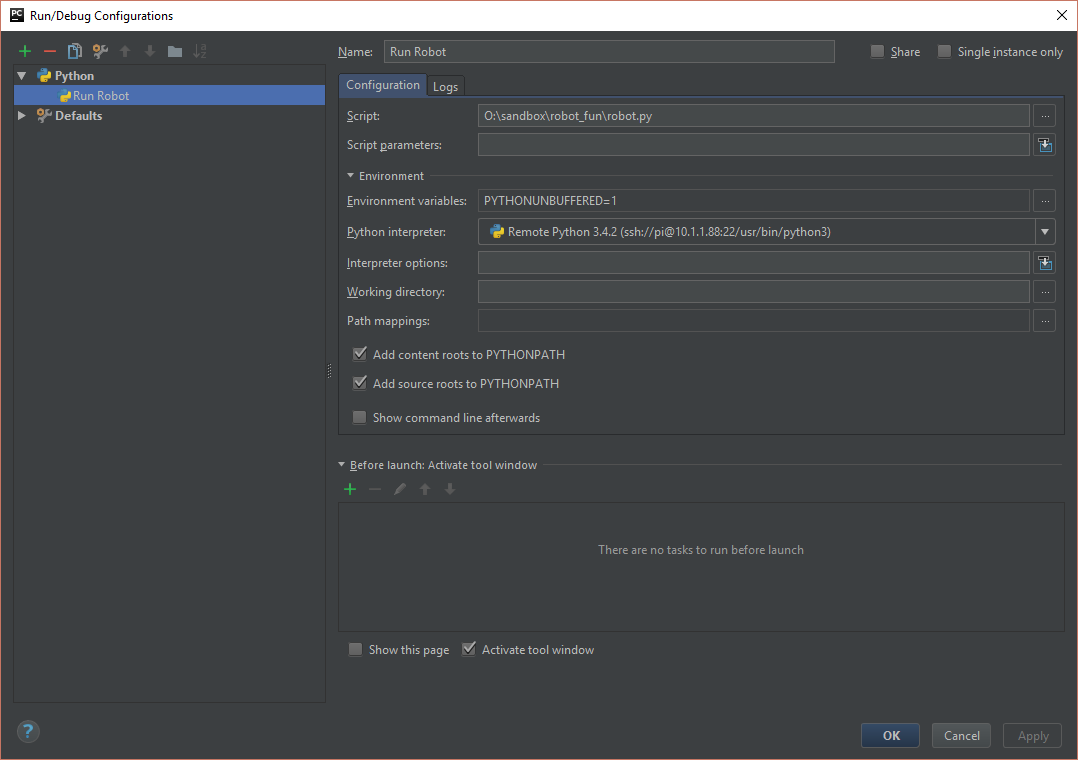 PC Run/Debug Configurations
Name: Run Robot Share Single instance only
Python
Run Robot
Defaults
Configuration Logs
Script: O:\sandbox\robot_fun\robot.py ...
Script parameters:
Environment
Environment variables: PYTHONUNBUFFERED=1 ...
Python interpreter: Remote Python 3.4.2 (ssh://pi@10.1.1.88:22/usr/bin/python3)
Interpreter options:
Working directory: ...
Path mappings: ...
Add content roots to PYTHONPATH
Add source roots to PYTHONPATH
Show command line afterwards
Before launch: Activate tool window
There are no tasks to run before launch
Show this page Activate tool window
? OK Cancel Apply